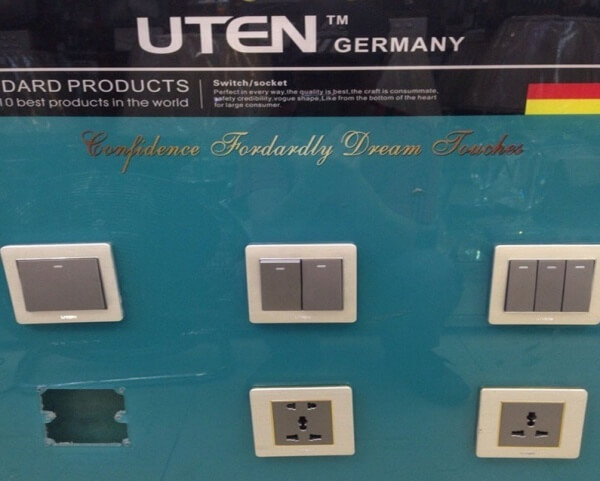 UTEN™ GERMANY
DARD PRODUCTS
10 best products in the world
Switch/socket
Perfect in every way,the quality is best,the craft is consummate,
safety credibility,vogue shape.Like from the bottom of the heart
for large consumer.
Confidence Fordardly Dream Touches
UTEN